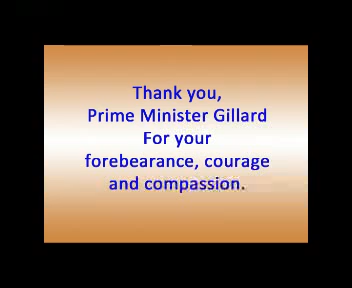 Thank you,
Prime Minister Gillard
For your
forebearance, courage
and compassion.